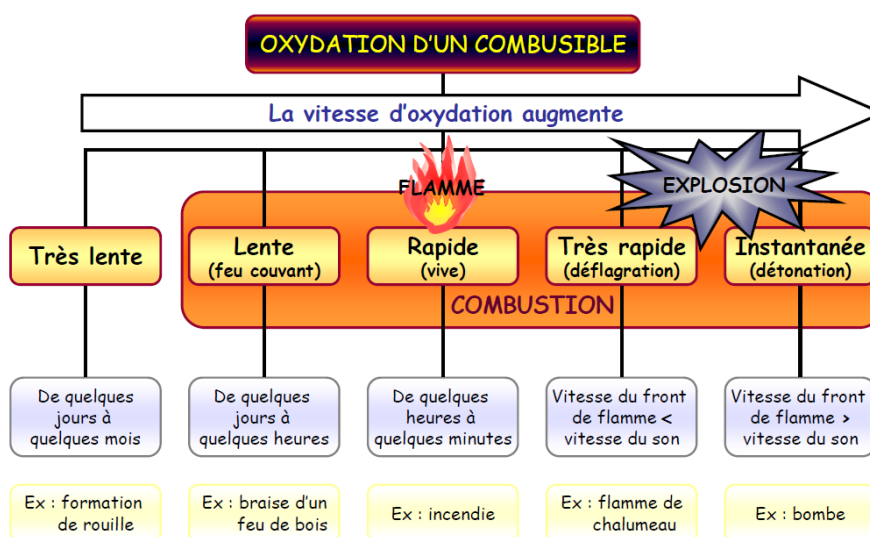 OXYDATION D'UN COMBUSIBLE
La vitesse d'oxydation augmente
FLAMME
EXPLOSION
Très lente
Lente
(feu couvant)
Rapide
(vive)
Très rapide
(déflagration)
Instantanée
(détonation)
COMBUSTION
De quelques
jours à
quelques mois
De quelques
jours à
quelques heures
De quelques
heures à
quelques minutes
Vitesse du front
de flamme <
vitesse du son
Vitesse du front
de flamme >
vitesse du son
Ex : formation
de rouille
Ex : braise d'un
feu de bois
Ex : incendie
Ex : flamme de
chalumeau
Ex : bombe